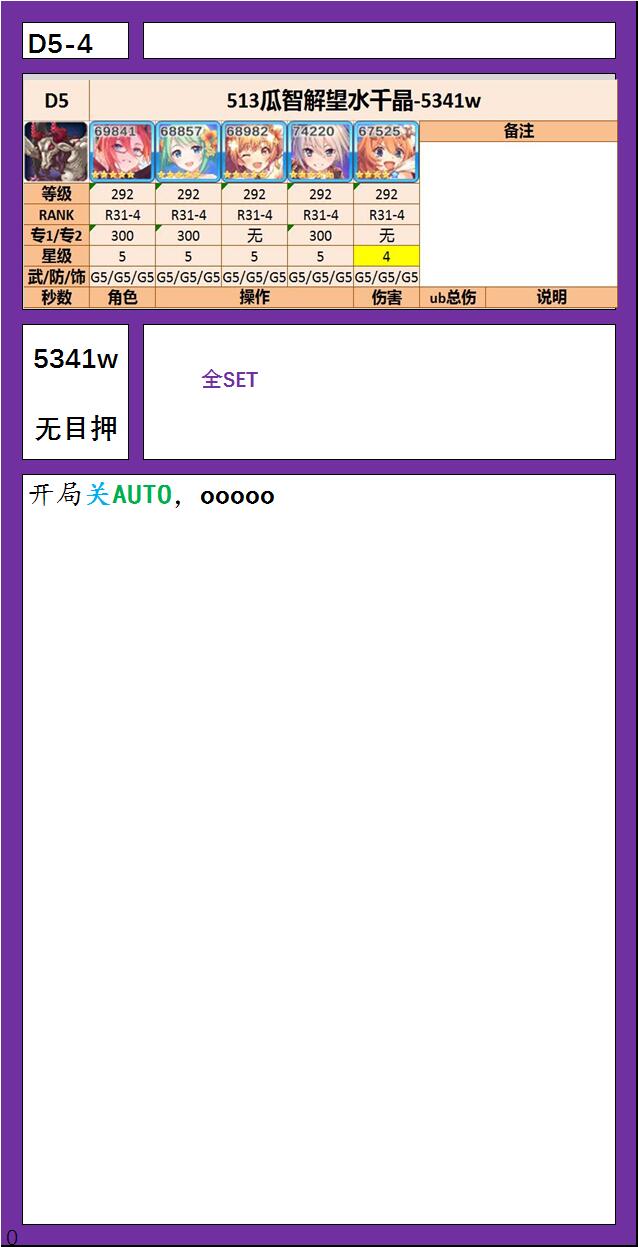 D5-4
D5 513瓜智解望水千晶-5341w
69841 68857 68982 74220 67525 备注
等级 292 292 292 292 292
RANK R31-4 R31-4 R31-4 R31-4 R31-4
专1/专2 300 300 无 300 无
星级 5 5 5 5 4
武/防/饰 G5/G5/G5 G5/G5/G5 G5/G5/G5 G5/G5/G5 G5/G5/G5
秒数 角色 操作 伤害 ub总伤 说明
5341w
全SET
无目押
开局关AUTO，ooooo
0